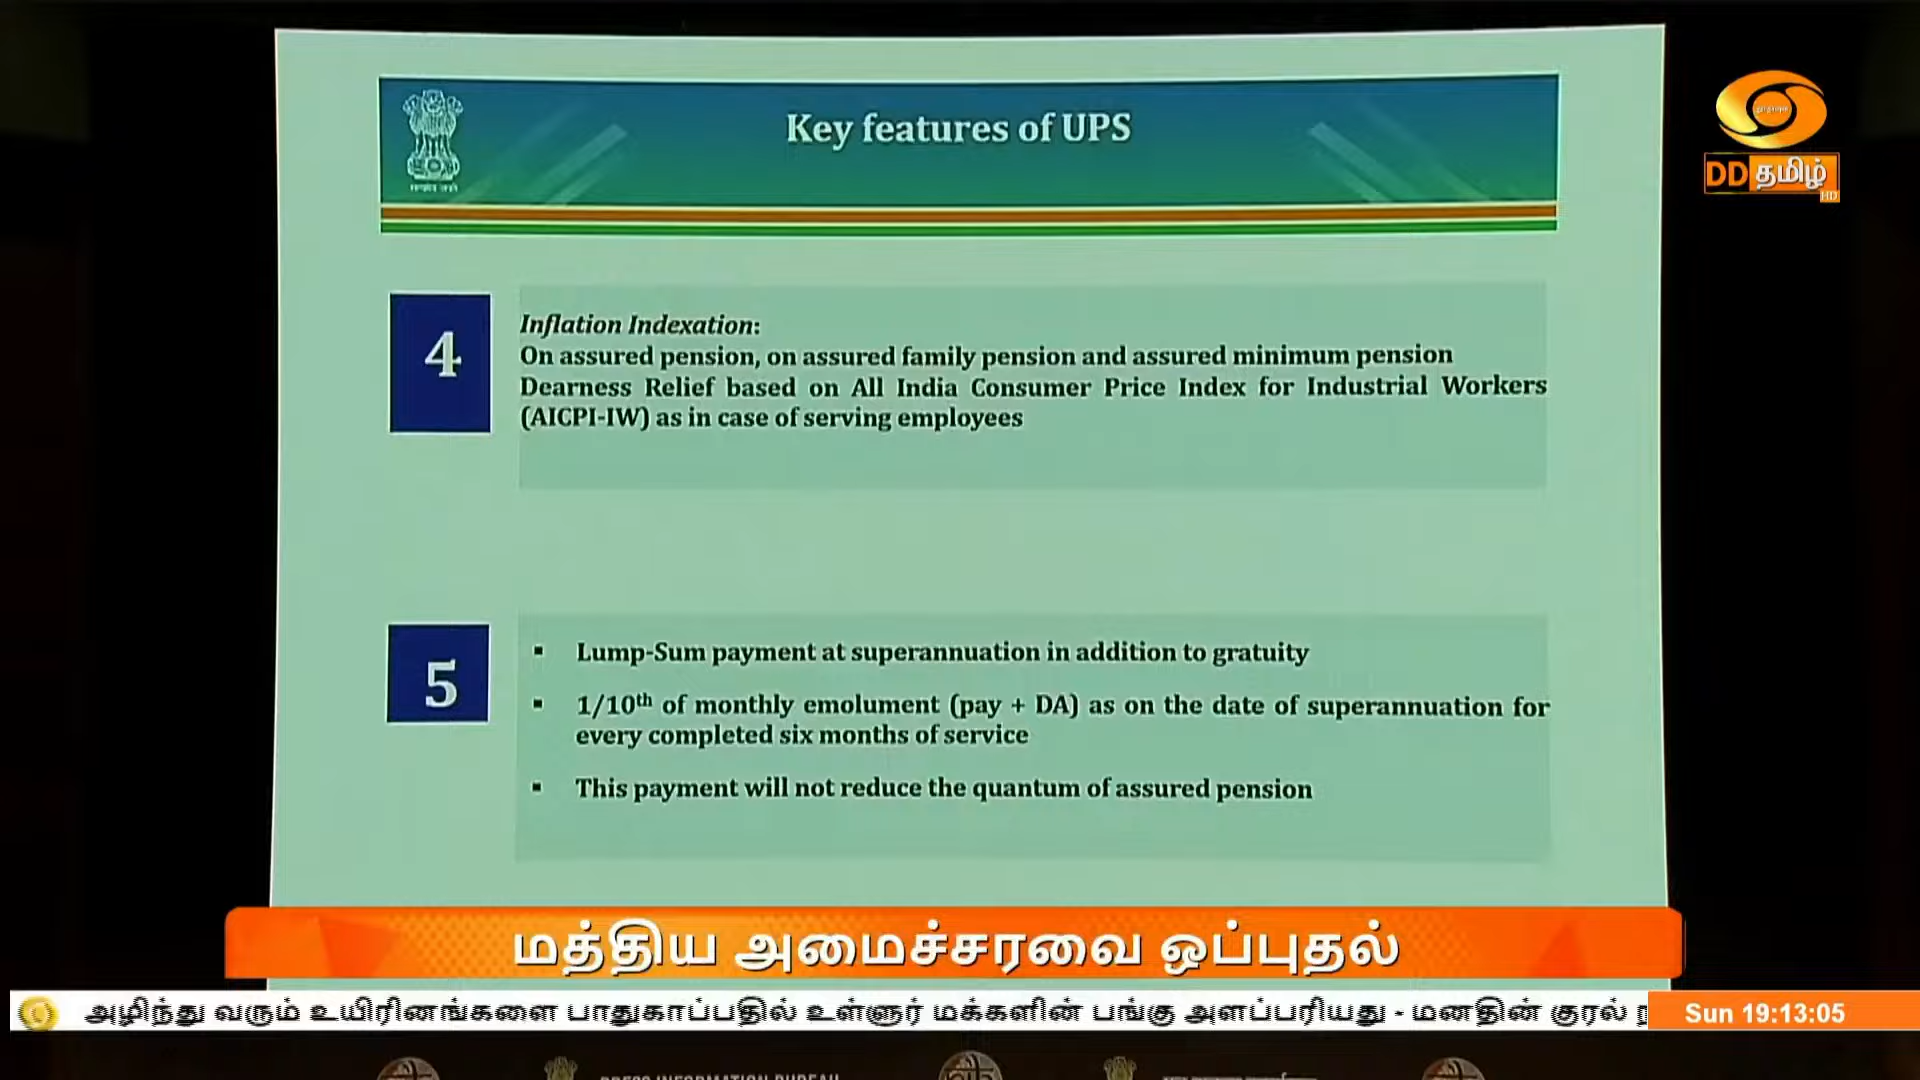 Key features of UPS
DD தமிழ்
HD
4
Inflation Indexation:
On assured pension, on assured family pension and assured minimum pension
Dearness Relief based on All India Consumer Price Index for Industrial Workers
(AICPI-IW) as in case of serving employees
5
▪ Lump-Sum payment at superannuation in addition to gratuity
▪ 1/10th of monthly emolument (pay + DA) as on the date of superannuation for
every completed six months of service
▪ This payment will not reduce the quantum of assured pension
மத்திய அமைச்சரவை ஒப்புதல்
அழிந்து வரும் உயிரினங்களை பாதுகாப்பதில் உள்ளூர் மக்களின் பங்கு அளப்பரியது - மனதின் குரல்
Sun 19:13:05
PRESS INFORMATION BUREAU